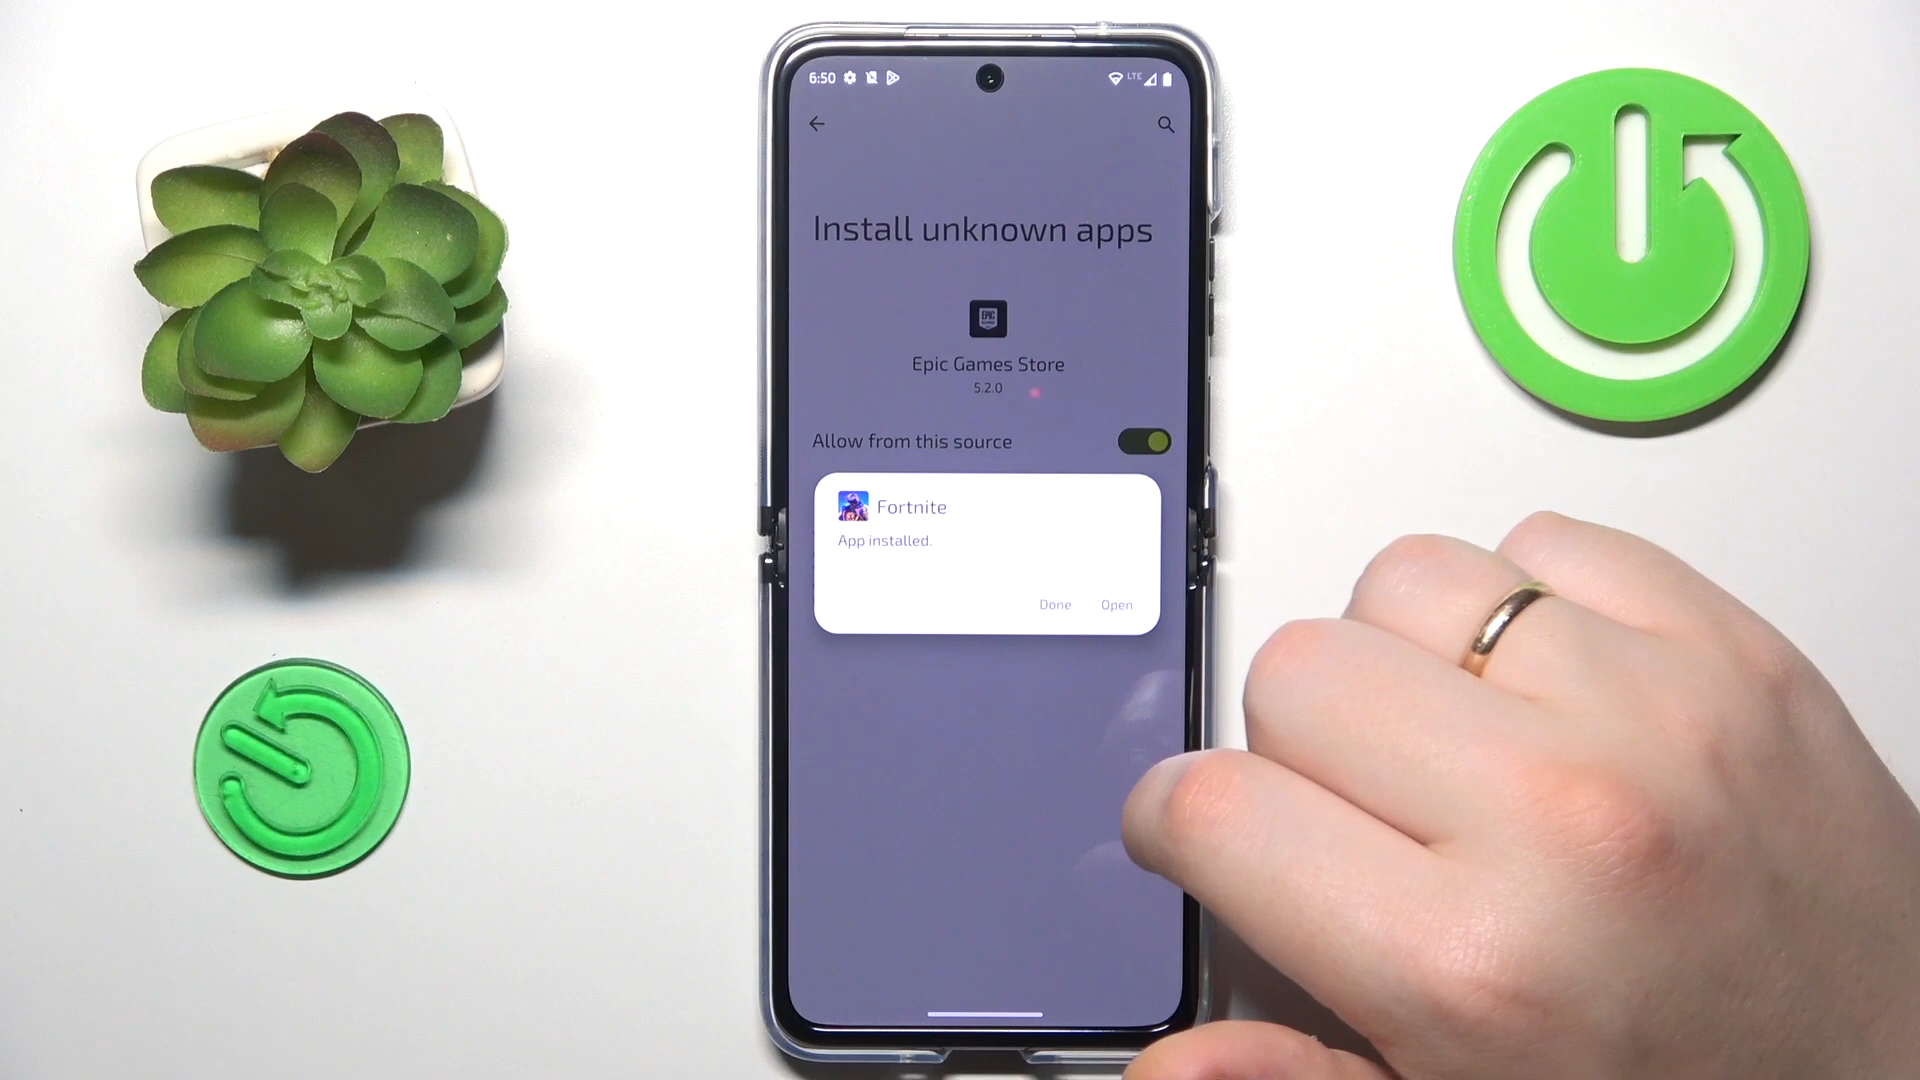 6:50
LTE
Install unknown apps
EPIC
Epic Games Store
5.2.0
Allow from this source
Fortnite
App installed.
Done Open